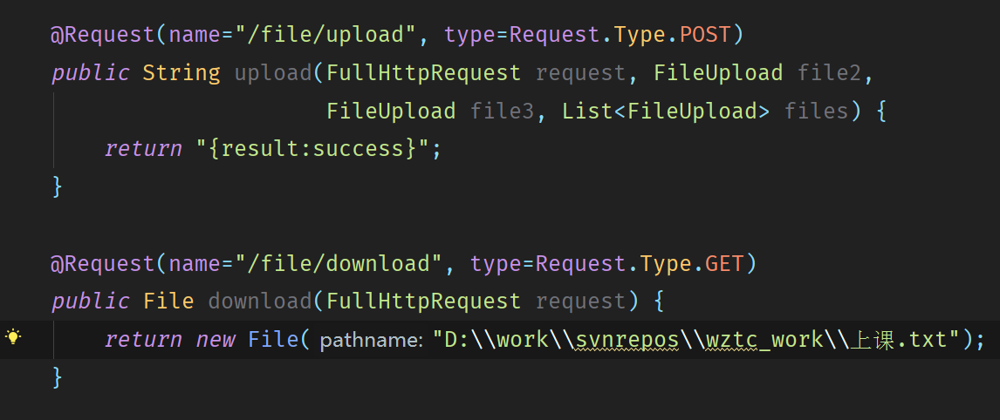 @Request(name="/file/upload", type=Request.Type.POST)
public String upload(FullHttpRequest request, FileUpload file2,
FileUpload file3, List<FileUpload> files) {
return "{result:success}";
}
@Request(name="/file/download", type=Request.Type.GET)
public File download(FullHttpRequest request) {
return new File( pathname: "D:\\work\\svnrepos\\wztc_work\\上课.txt");
}